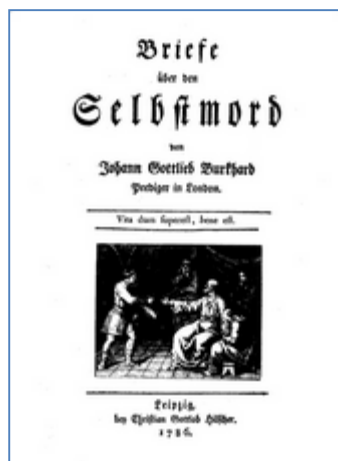 Briefe
über den
Selbſtmord
von
Johann Gottlieb Burkhard
Prediger in London.
Vita dum ſupereſt, bene eſt.
Leipzig,
bey Chriſtian Gottlieb Hilſcher.
1786.